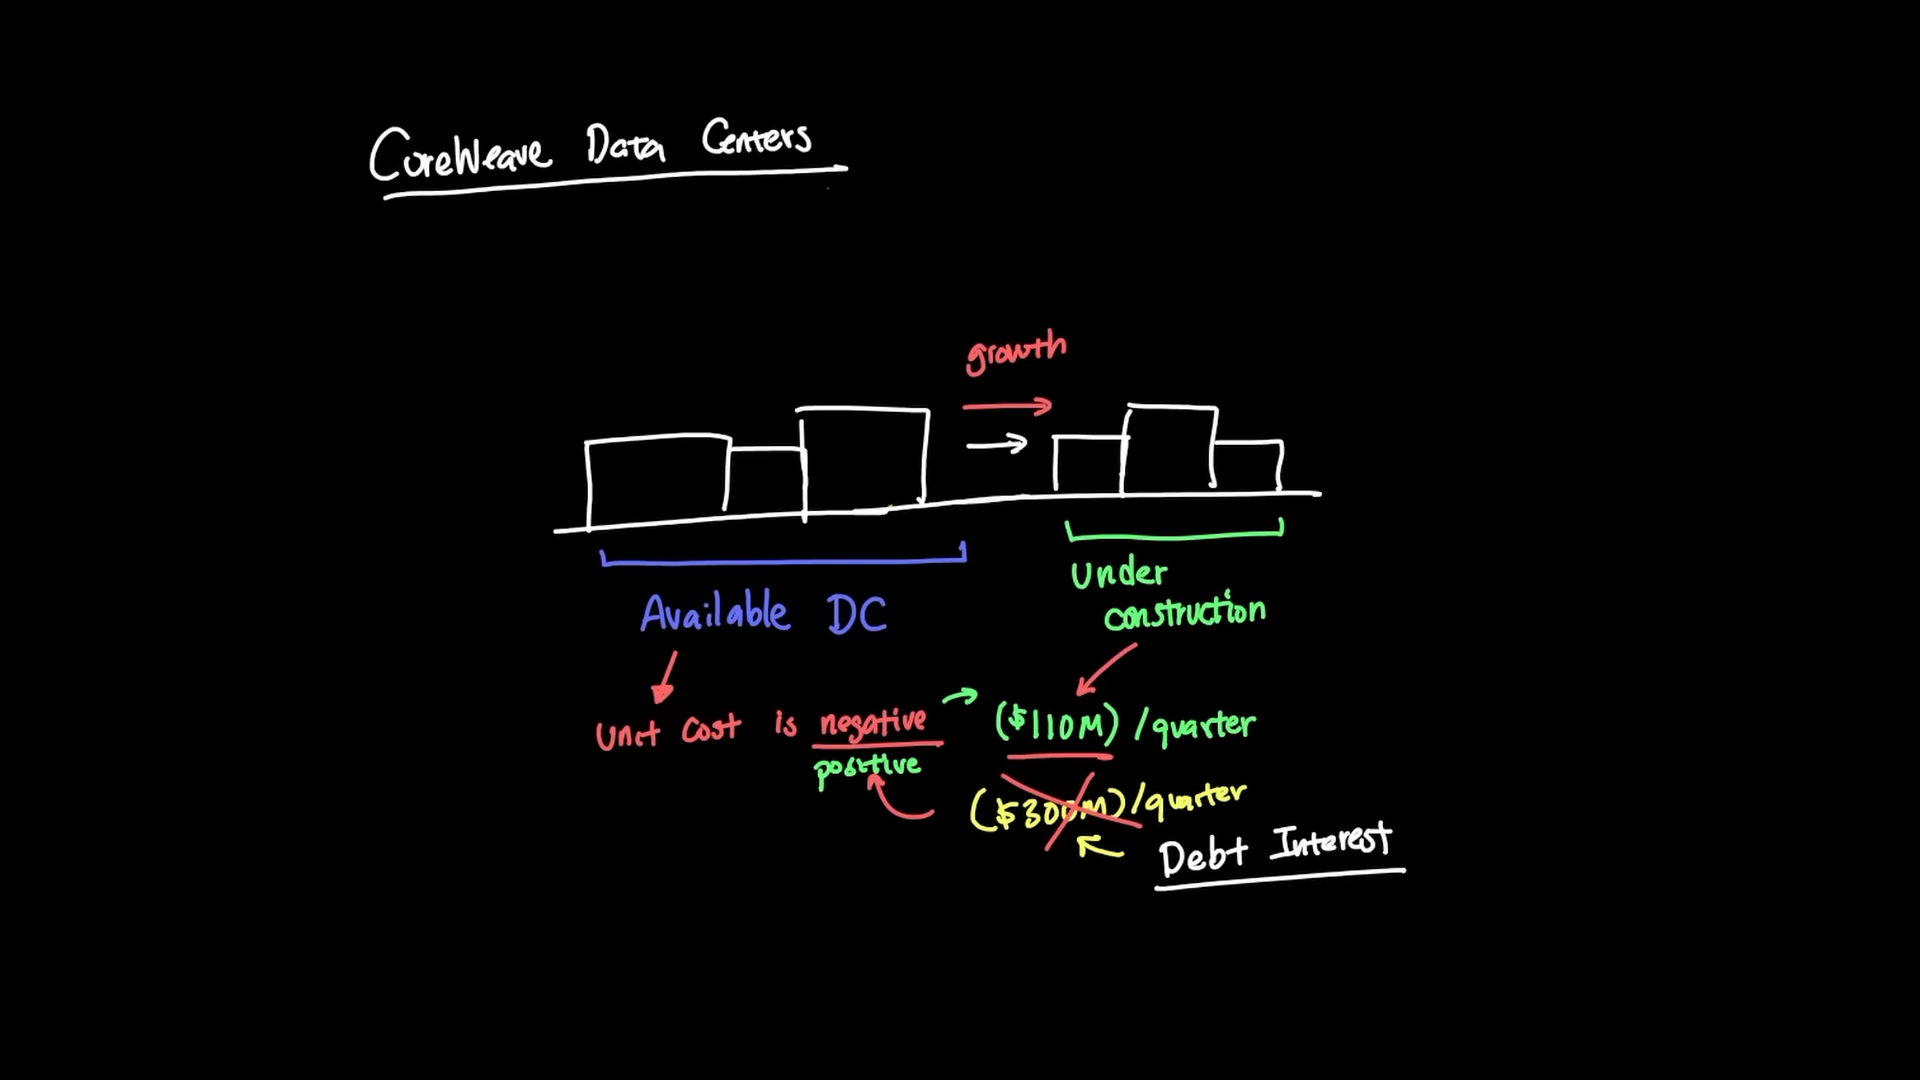 CoreWeave Data Centers
growth
Available DC
Under
construction
Unit Cost is negative
positive
($110M) /quarter
($300M)/quarter
Debt Interest